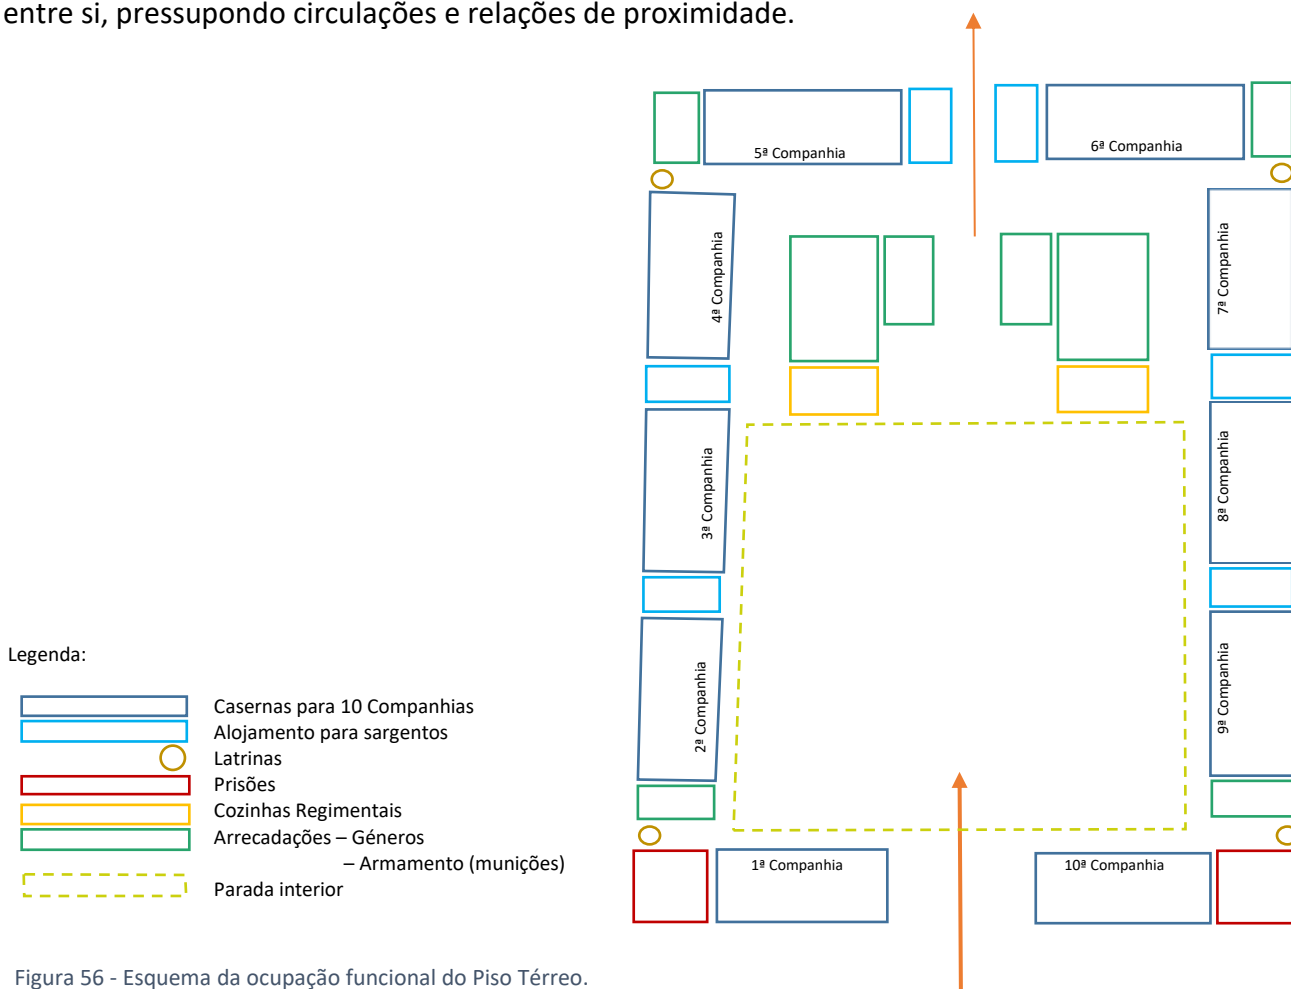 entre si, pressupondo circulações e relações de proximidade.
5ª Companhia
6ª Companhia
4ª Companhia
7ª Companhia
3ª Companhia
8ª Companhia
2ª Companhia
9ª Companhia
1ª Companhia
10ª Companhia
Legenda:
Casernas para 10 Companhias
Alojamento para sargentos
Latrinas
Prisões
Cozinhas Regimentais
Arrecadações – Géneros
– Armamento (munições)
Parada interior
Figura 56 - Esquema da ocupação funcional do Piso Térreo.